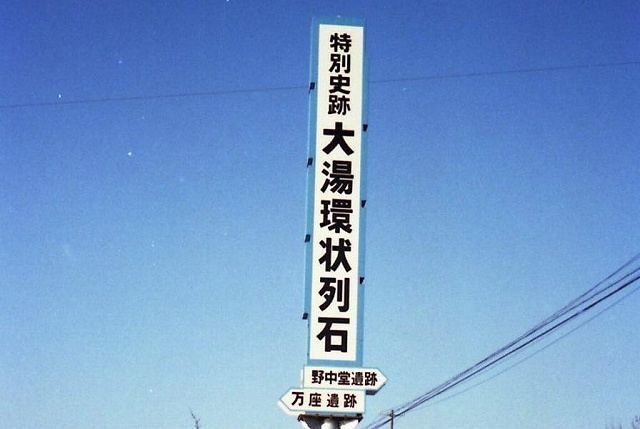 特別史跡 大湯環状列石
野中堂遺跡
万座遺跡